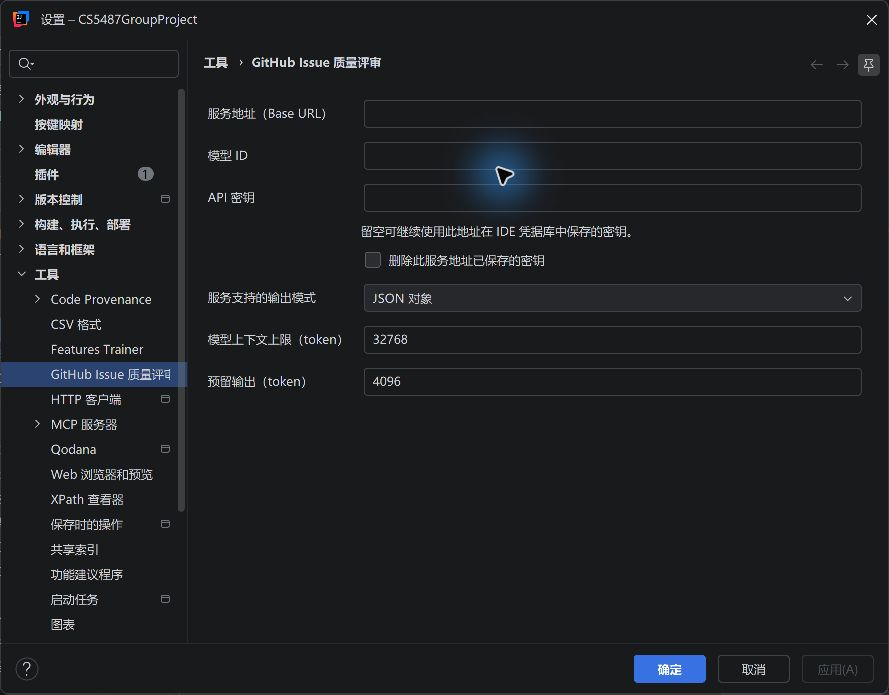 设置 – CS5487GroupProject
工具 › GitHub Issue 质量评审
外观与行为
按键映射
编辑器
插件 1
版本控制
构建、执行、部署
语言和框架
工具
Code Provenance
CSV 格式
Features Trainer
GitHub Issue 质量评审
HTTP 客户端
MCP 服务器
Qodana
Web 浏览器和预览
XPath 查看器
保存时的操作
共享索引
功能建议程序
启动任务
图表
服务地址（Base URL）
模型 ID
API 密钥
留空可继续使用此地址在 IDE 凭据库中保存的密钥。
删除此服务地址已保存的密钥
服务支持的输出模式 JSON 对象
模型上下文上限（token） 32768
预留输出（token） 4096
? 确定 取消 应用(A)